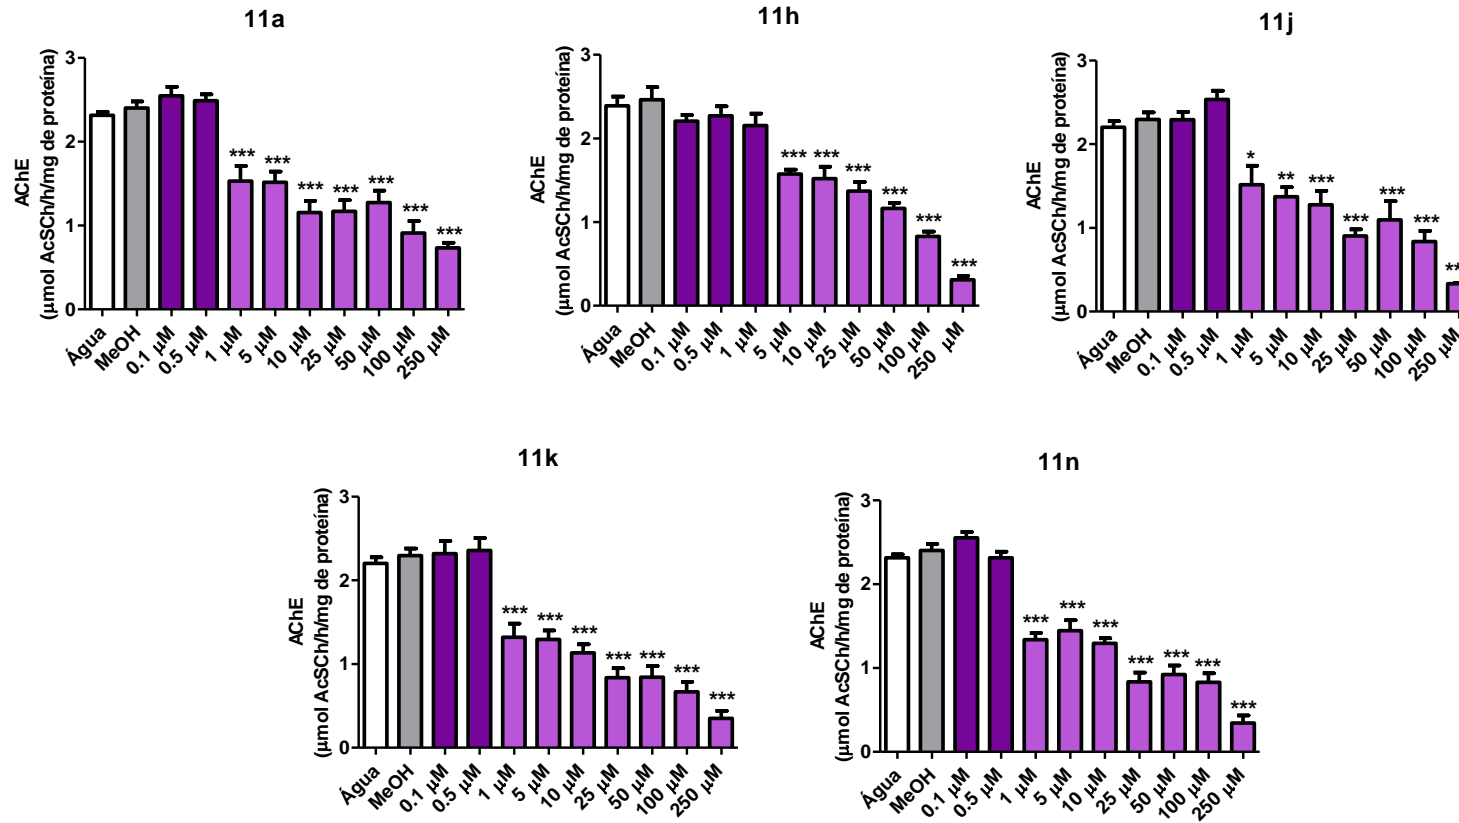 11a
AChE
(μmol AcSCh/h/mg de proteína)
3
2
1
0
*** *** *** *** *** *** ***
Água MeOH 0.1 μM 0.5 μM 1 μM 5 μM 10 μM 25 μM 50 μM 100 μM 250 μM
11h
AChE
(μmol AcSCh/h/mg de proteína)
3
2
1
0
*** *** *** *** *** ***
Água MeOH 0.1 μM 0.5 μM 1 μM 5 μM 10 μM 25 μM 50 μM 100 μM 250 μM
11j
AChE
(μmol AcSCh/h/mg de proteína)
3
2
1
0
* ** *** *** *** *** **
Água MeOH 0.1 μM 0.5 μM 1 μM 5 μM 10 μM 25 μM 50 μM 100 μM 250 μM
11k
AChE
(μmol AcSCh/h/mg de proteína)
3
2
1
0
*** *** *** *** *** *** ***
Água MeOH 0.1 μM 0.5 μM 1 μM 5 μM 10 μM 25 μM 50 μM 100 μM 250 μM
11n
AChE
(μmol AcSCh/h/mg de proteína)
3
2
1
0
*** *** *** *** *** *** ***
Água MeOH 0.1 μM 0.5 μM 1 μM 5 μM 10 μM 25 μM 50 μM 100 μM 250 μM